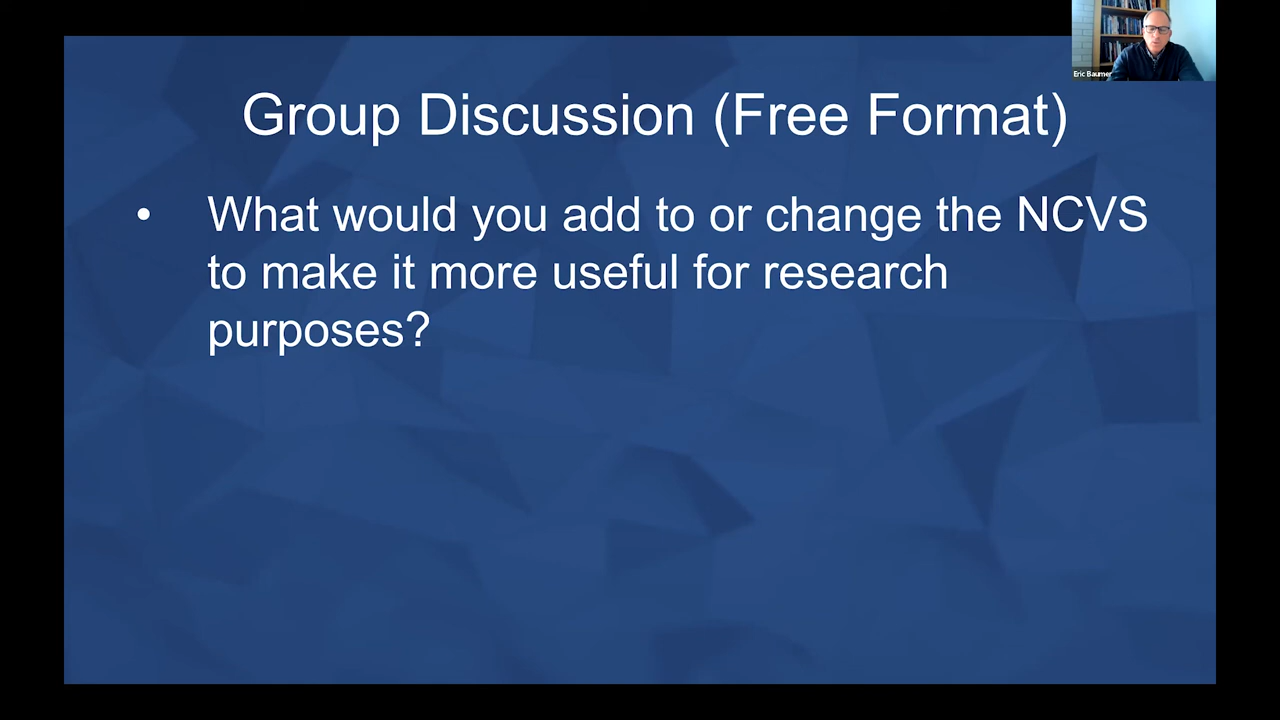 Eric Baumer
Group Discussion (Free Format)
• What would you add to or change the NCVS
to make it more useful for research
purposes?